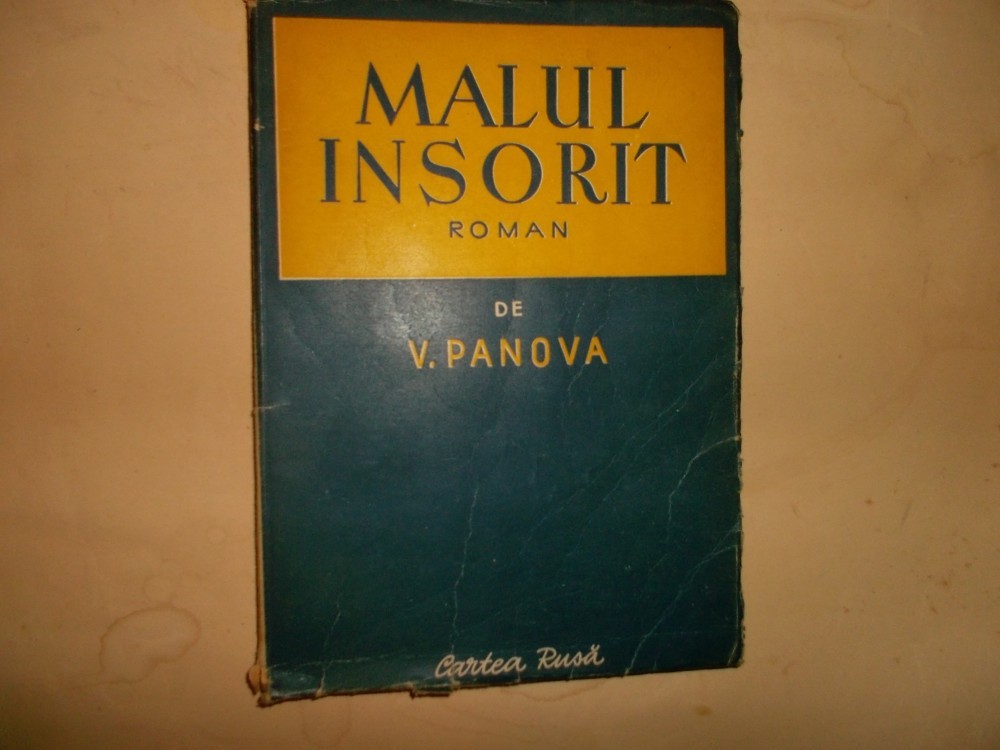 MALUL
INSORIT
ROMAN
DE
V. PANOVA
Cartea Rusă